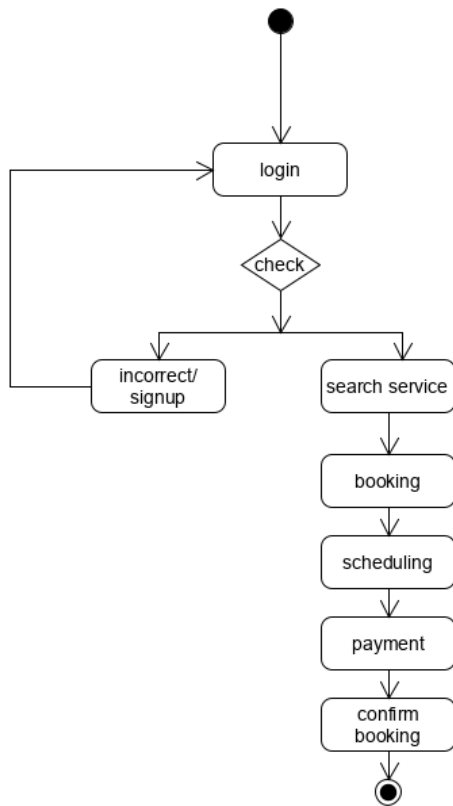 login
check
incorrect/
signup
search service
booking
scheduling
payment
confirm
booking